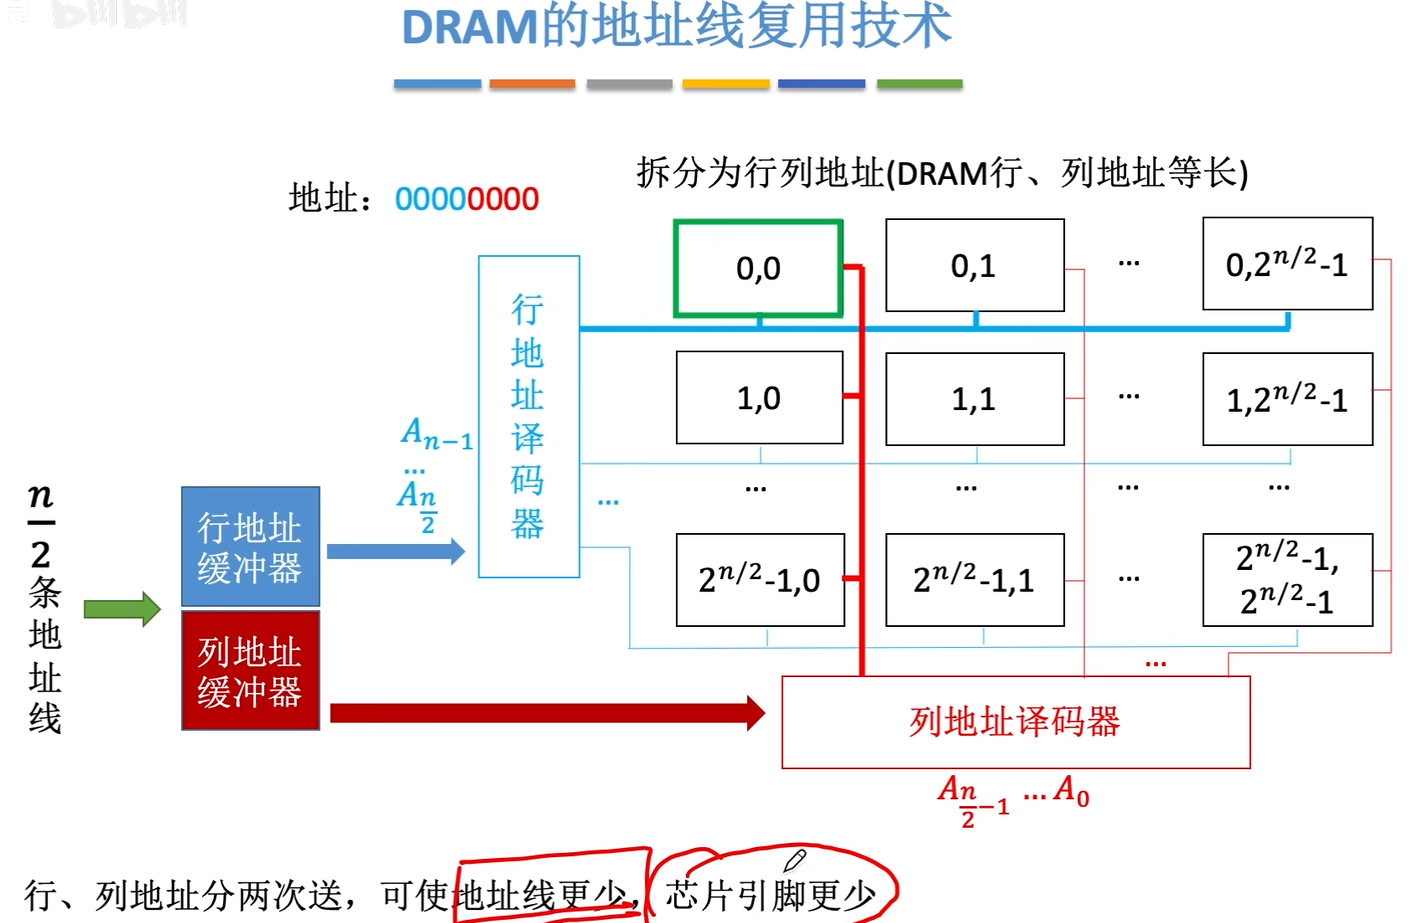 bilibili
DRAM的地址线复用技术
拆分为行列地址(DRAM行、列地址等长)
地址：00000000
行地址译码器
0,0
0,1
...
0,2^{n/2}-1
1,0
1,1
...
1,2^{n/2}-1
A_{n-1}
...
A_{\frac{n}{2}}
...
...
...
...
...
2^{n/2}-1,0
2^{n/2}-1,1
...
2^{n/2}-1,
2^{n/2}-1
\frac{n}{2}条地址线
行地址
缓冲器
列地址
缓冲器
...
列地址译码器
A_{\frac{n}{2}-1} ...A_0
行、列地址分两次送，可使地址线更少，芯片引脚更少